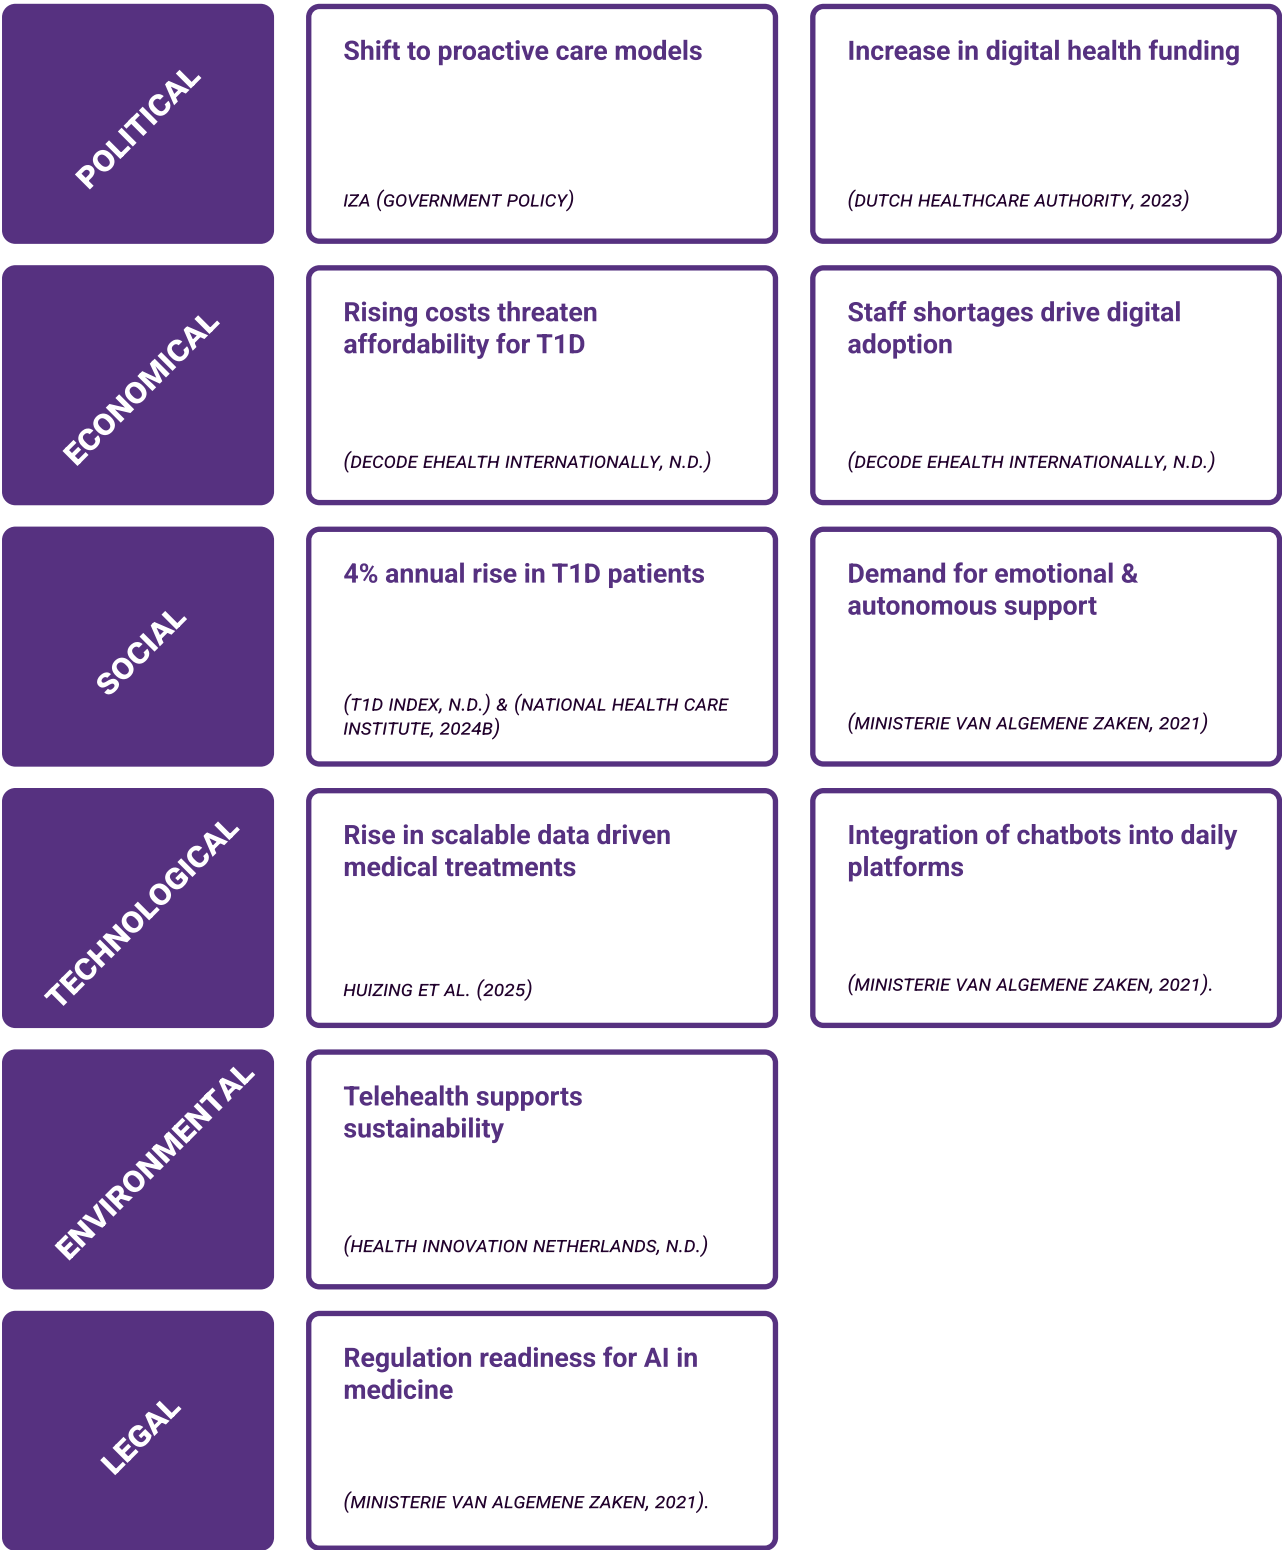 POLITICAL
Shift to proactive care models
IZA (GOVERNMENT POLICY)
Increase in digital health funding
(DUTCH HEALTHCARE AUTHORITY, 2023)
ECONOMICAL
Rising costs threaten
affordability for T1D
(DECODE EHEALTH INTERNATIONALLY, N.D.)
Staff shortages drive digital
adoption
(DECODE EHEALTH INTERNATIONALLY, N.D.)
SOCIAL
4% annual rise in T1D patients
(T1D INDEX, N.D.) & (NATIONAL HEALTH CARE
INSTITUTE, 2024B)
Demand for emotional &
autonomous support
(MINISTERIE VAN ALGEMENE ZAKEN, 2021)
TECHNOLOGICAL
Rise in scalable data driven
medical treatments
HUIZING ET AL. (2025)
Integration of chatbots into daily
platforms
(MINISTERIE VAN ALGEMENE ZAKEN, 2021).
ENVIRONMENTAL
Telehealth supports
sustainability
(HEALTH INNOVATION NETHERLANDS, N.D.)
LEGAL
Regulation readiness for AI in
medicine
(MINISTERIE VAN ALGEMENE ZAKEN, 2021).